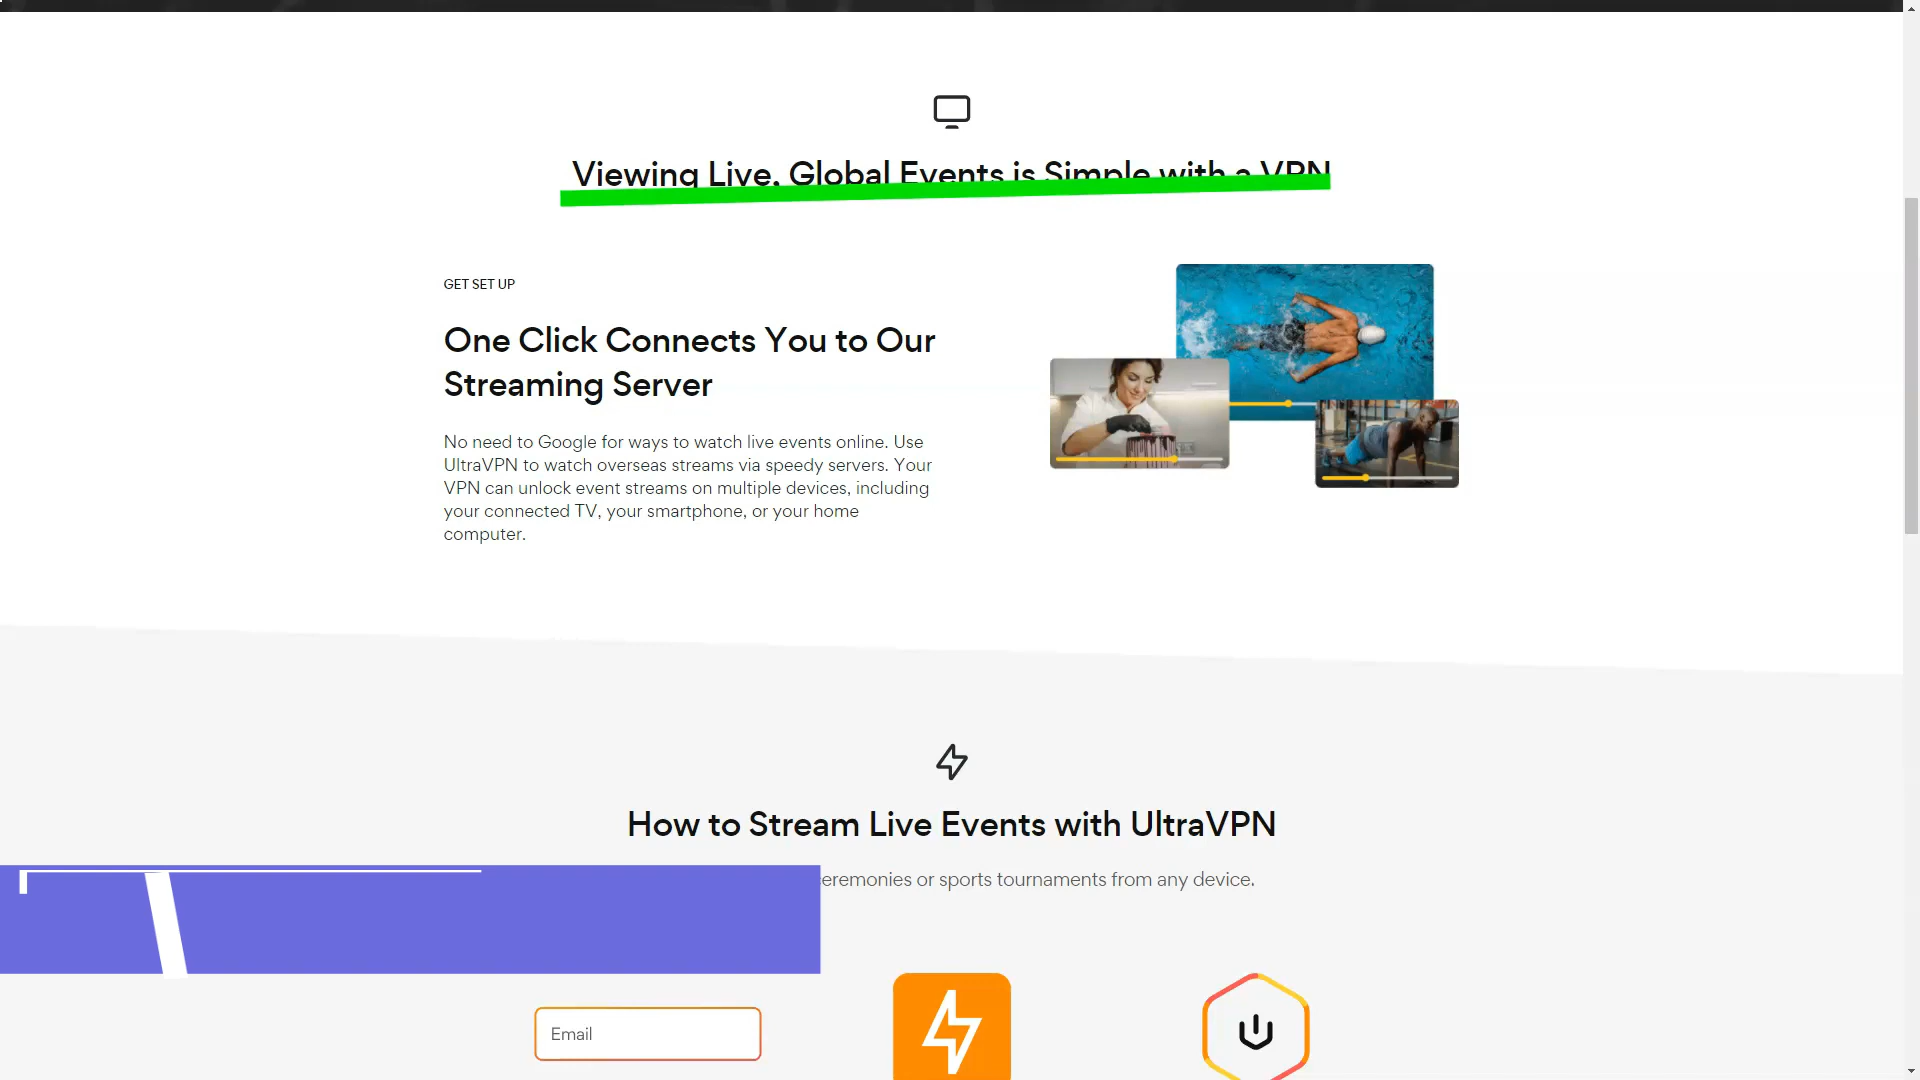 Viewing Live, Global Events is Simple with a VPN
GET SET UP
One Click Connects You to Our
Streaming Server
No need to Google for ways to watch live events online. Use
UltraVPN to watch overseas streams via speedy servers. Your
VPN can unlock event streams on multiple devices, including
your connected TV, your smartphone, or your home
computer.
How to Stream Live Events with UltraVPN
or sports tournaments from any device.
Email